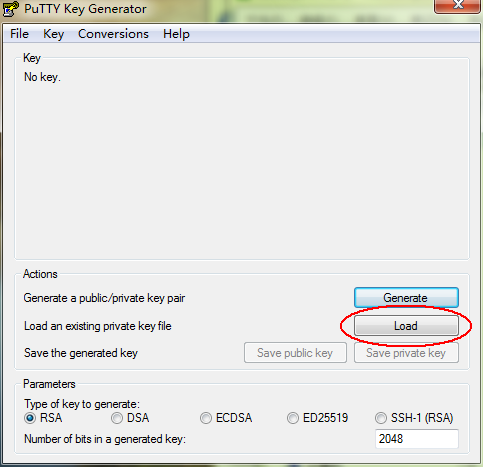 PuTTY Key Generator
File Key Conversions Help
Key
No key.
Actions
Generate a public/private key pair
Generate
Load an existing private key file
Load
Save the generated key
Save public key
Save private key
Parameters
Type of key to generate:
RSA DSA ECDSA ED25519 SSH-1 (RSA)
Number of bits in a generated key:
2048